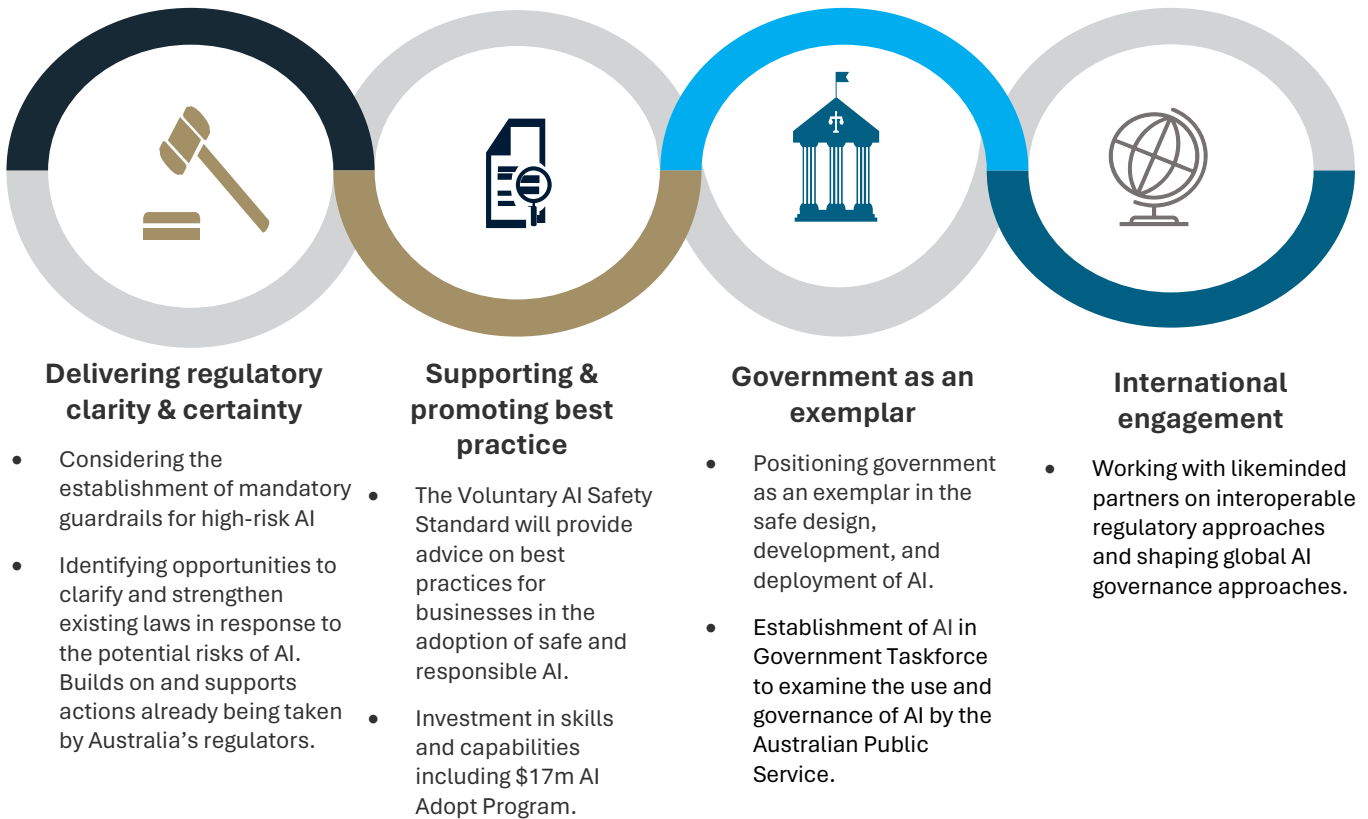 Delivering regulatory
clarity & certainty
• Considering the
establishment of mandatory
guardrails for high-risk AI
• Identifying opportunities to
clarify and strengthen
existing laws in response to
the potential risks of AI.
Builds on and supports
actions already being taken
by Australia’s regulators.
Supporting &
promoting best
practice
• The Voluntary AI Safety
Standard will provide
advice on best
practices for
businesses in the
adoption of safe and
responsible AI.
• Investment in skills
and capabilities
including $17m AI
Adopt Program.
Government as an
exemplar
• Positioning government
as an exemplar in the
safe design,
development, and
deployment of AI.
• Establishment of AI in
Government Taskforce
to examine the use and
governance of AI by the
Australian Public
Service.
International
engagement
• Working with likeminded
partners on interoperable
regulatory approaches
and shaping global AI
governance approaches.